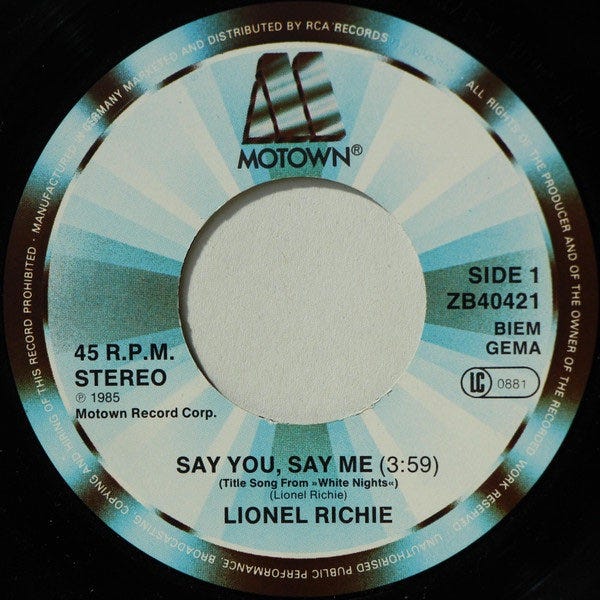 MOTOWN®
SIDE 1
ZB40421
BIEM
GEMA
LC 0881
45 R.P.M.
STEREO
℗ 1985
Motown Record Corp.
SAY YOU, SAY ME (3:59)
(Title Song From »White Nights«)
(Lionel Richie)
LIONEL RICHIE
· MANUFACTURED IN GERMANY MARKETED AND DISTRIBUTED BY RCA RECORDS
ALL RIGHTS OF THE PRODUCER AND OF THE OWNER OF THE RECORDED WORK RESERVED · UNAUTHORISED PUBLIC PERFORMANCE, BROADCASTING, COPYING AND HIRING OF THIS RECORD PROHIBITED